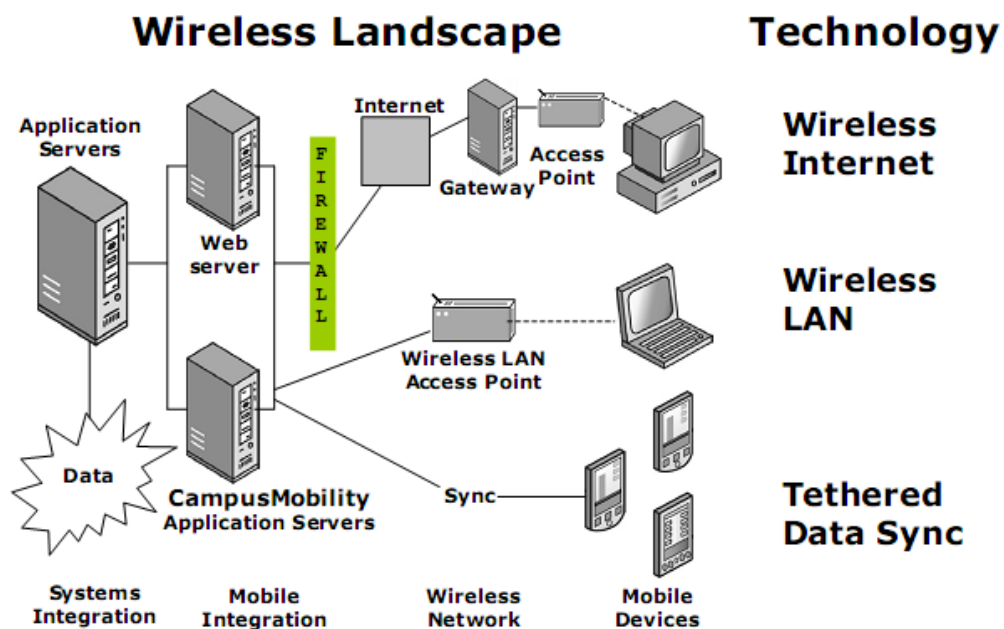 Wireless Landscape
Technology
Application
Servers
Web
server
FIREWALL
Internet
Gateway
Access
Point
Wireless
Internet
Wireless LAN
Access Point
Wireless
LAN
Data
CampusMobility
Application Servers
Sync
Tethered
Data Sync
Systems
Integration
Mobile
Integration
Wireless
Network
Mobile
Devices